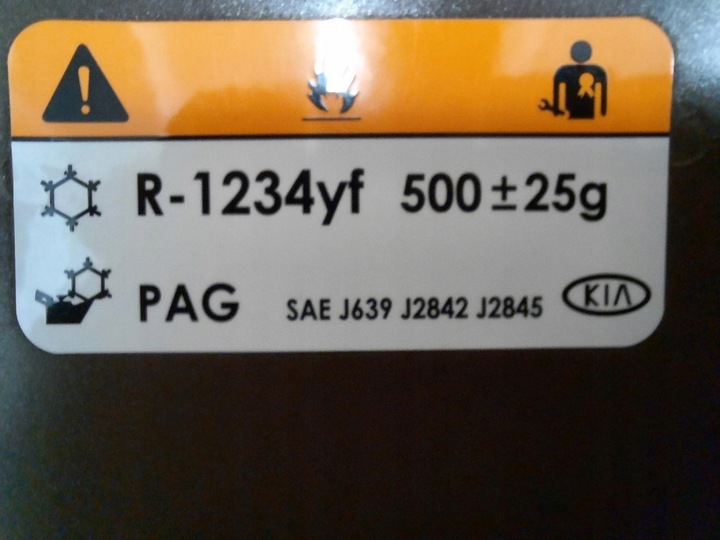 R-1234yf 500±25g
PAG SAE J639 J2842 J2845 KIA